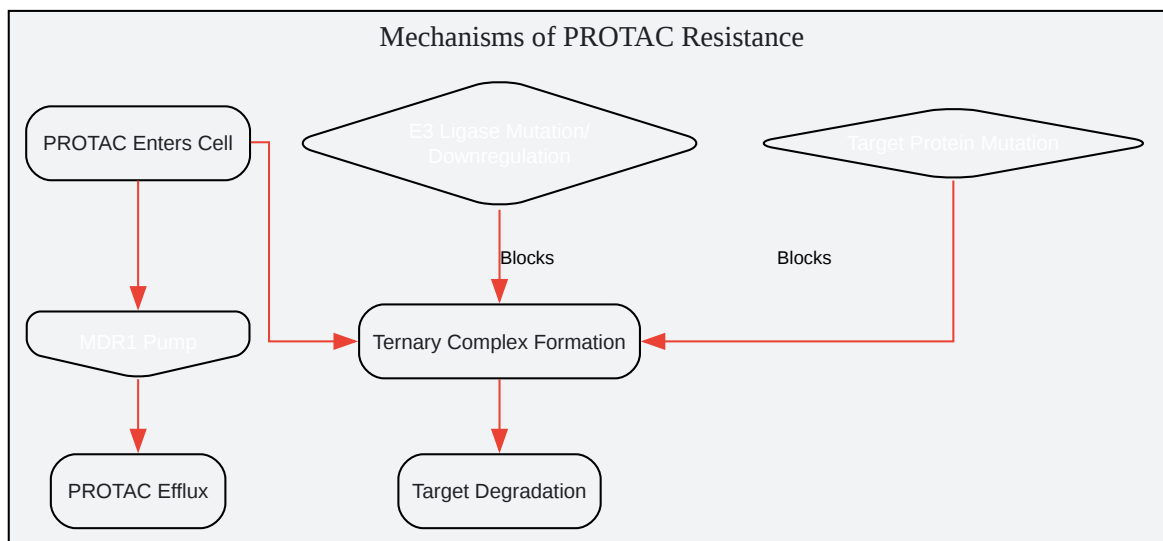 Mechanisms of PROTAC Resistance
PROTAC Enters Cell
E3 Ligase Mutation/
Downregulation
Target Protein Mutation
Blocks
Blocks
MDR1 Pump
Ternary Complex Formation
PROTAC Efflux
Target Degradation